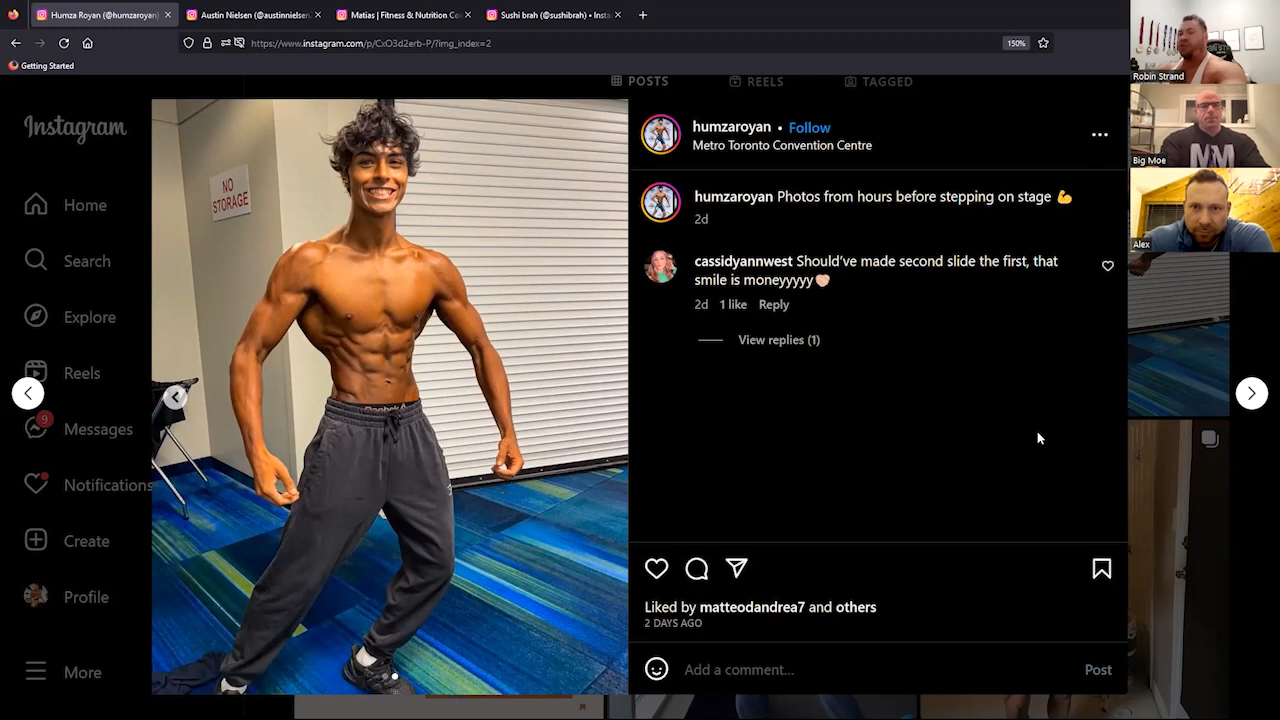 Humza Royan (@humzaroyan)
Austin Nielsen (@austinnielsen
Matias | Fitness & Nutrition Co
Sushi brah (@sushibrah) • Insta
https://www.instagram.com/p/CxO3d2erb-P/?img_index=2
150%
Getting Started
Robin Strand
Big Moe
Alex
POSTS
REELS
TAGGED
Instagram
Home
Search
Explore
Reels
9
Messages
Notifications
Create
Profile
More
NO
STORAGE
Reebok
humzaroyan • Follow
Metro Toronto Convention Centre
humzaroyan Photos from hours before stepping on stage 💪
2d
cassidyannwest Should've made second slide the first, that
smile is moneyyyyy🫶🏻
2d 1 like Reply
View replies (1)
Liked by matteodandrea7 and others
2 DAYS AGO
Add a comment...
Post